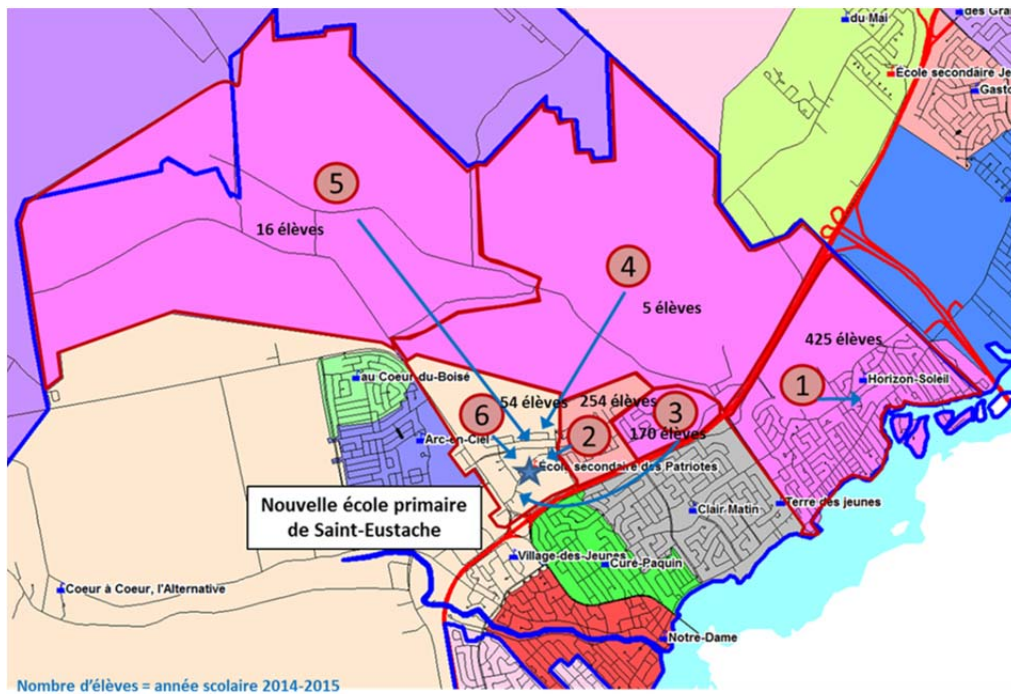 du Mai
des Gra
École secondaire Je
Gasto
5
16 élèves
4
5 élèves
425 élèves
1
Horizon-Soleil
au Coeur-du-Boisé
6
54 élèves
254 élèves
3
2
170 élèves
Arc-en-Ciel
École secondaire des Patriotes
Nouvelle école primaire
de Saint-Eustache
Clair Matin
Terre des jeunes
Village-des-Jeunes
Curé-Paquin
Coeur à Coeur, l'Alternative
Notre-Dame
Nombre d'élèves = année scolaire 2014-2015